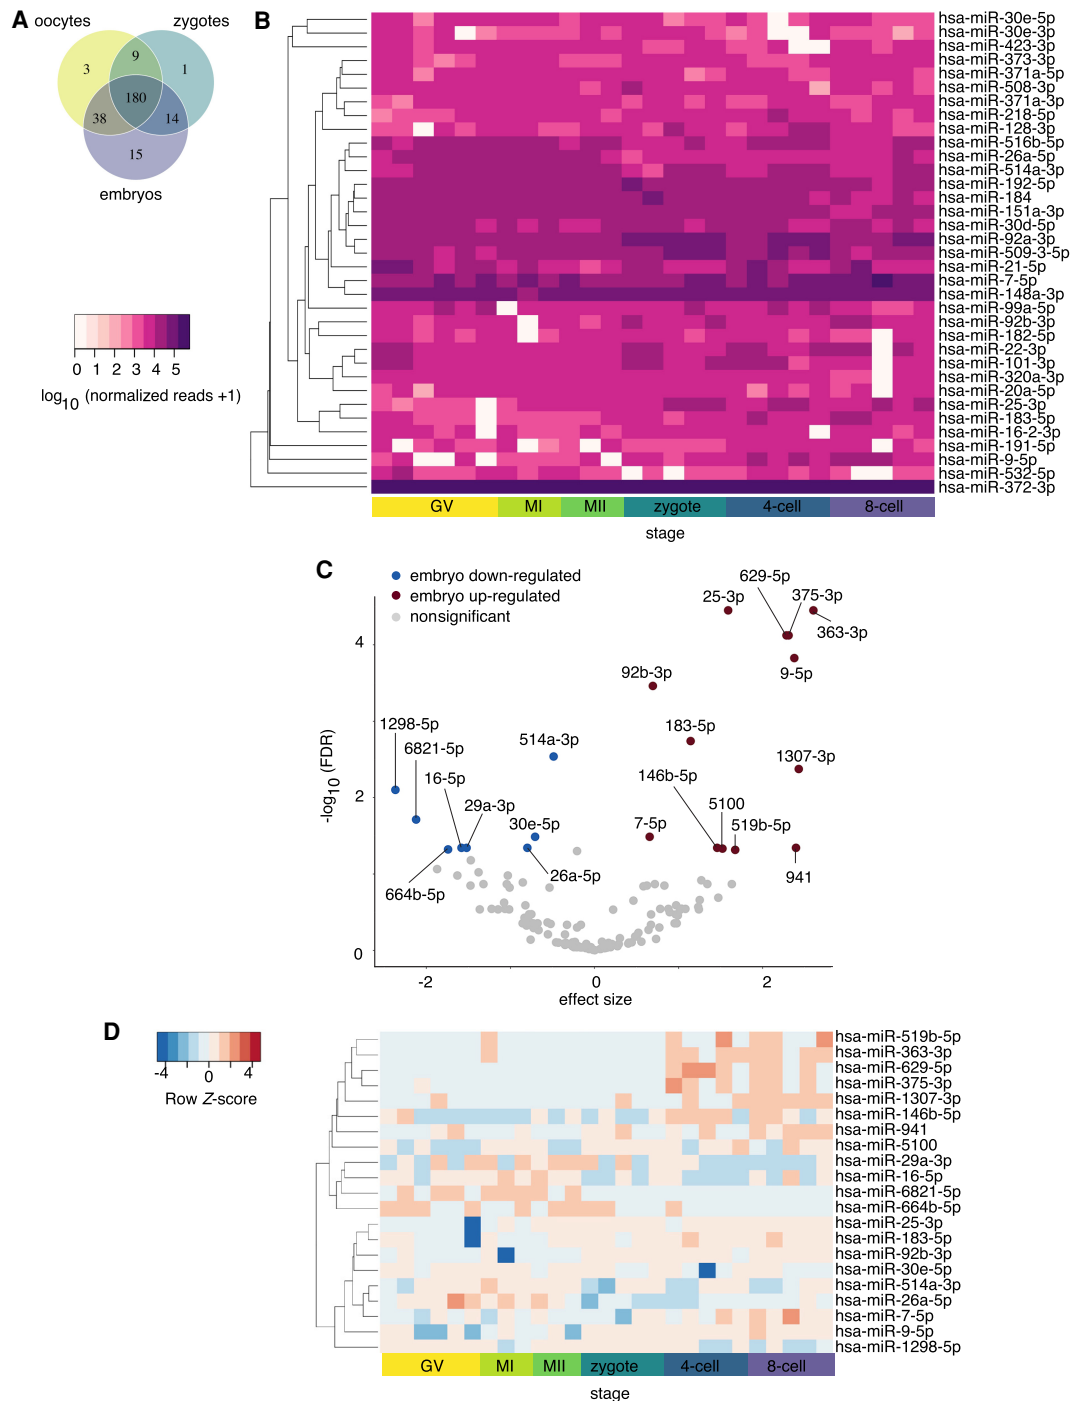 A
oocytes
zygotes
3
9
1
180
38
14
15
embryos
B
hsa-miR-30e-5p
hsa-miR-30e-3p
hsa-miR-423-3p
hsa-miR-373-3p
hsa-miR-371a-5p
hsa-miR-508-3p
hsa-miR-371a-3p
hsa-miR-218-5p
hsa-miR-128-3p
hsa-miR-516b-5p
hsa-miR-26a-5p
hsa-miR-514a-3p
hsa-miR-192-5p
hsa-miR-184
hsa-miR-151a-3p
hsa-miR-30d-5p
hsa-miR-92a-3p
hsa-miR-509-3-5p
hsa-miR-21-5p
hsa-miR-7-5p
hsa-miR-148a-3p
hsa-miR-99a-5p
hsa-miR-92b-3p
hsa-miR-182-5p
hsa-miR-22-3p
hsa-miR-101-3p
hsa-miR-320a-3p
hsa-miR-20a-5p
hsa-miR-25-3p
hsa-miR-183-5p
hsa-miR-16-2-3p
hsa-miR-191-5p
hsa-miR-9-5p
hsa-miR-532-5p
hsa-miR-372-3p
0 1 2 3 4 5
log10 (normalized reads +1)
GV MI MII zygote 4-cell 8-cell
stage
C
embryo down-regulated
embryo up-regulated
nonsignificant
629-5p
25-3p
375-3p
363-3p
9-5p
92b-3p
183-5p
1298-5p
6821-5p
514a-3p
1307-3p
16-5p
146b-5p
29a-3p
5100
30e-5p
7-5p
519b-5p
664b-5p
26a-5p
941
4
2
0
-log10 (FDR)
-2 0 2
effect size
D
-4 0 4
Row Z-score
hsa-miR-519b-5p
hsa-miR-363-3p
hsa-miR-629-5p
hsa-miR-375-3p
hsa-miR-1307-3p
hsa-miR-146b-5p
hsa-miR-941
hsa-miR-5100
hsa-miR-29a-3p
hsa-miR-16-5p
hsa-miR-6821-5p
hsa-miR-664b-5p
hsa-miR-25-3p
hsa-miR-183-5p
hsa-miR-92b-3p
hsa-miR-30e-5p
hsa-miR-514a-3p
hsa-miR-26a-5p
hsa-miR-7-5p
hsa-miR-9-5p
hsa-miR-1298-5p
GV MI MII zygote 4-cell 8-cell
stage